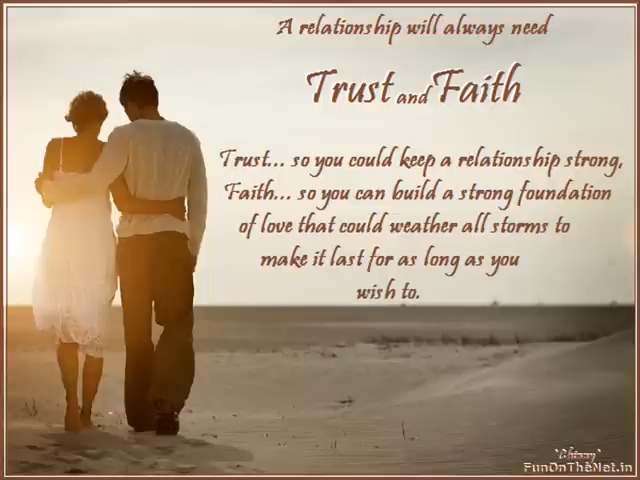 A relationship will always need
Trust and Faith
Trust... so you could keep a relationship strong,
Faith... so you can build a strong foundation
of love that could weather all storms to
make it last for as long as you
wish to.
`Chinzy`
FunOnTheNet.in